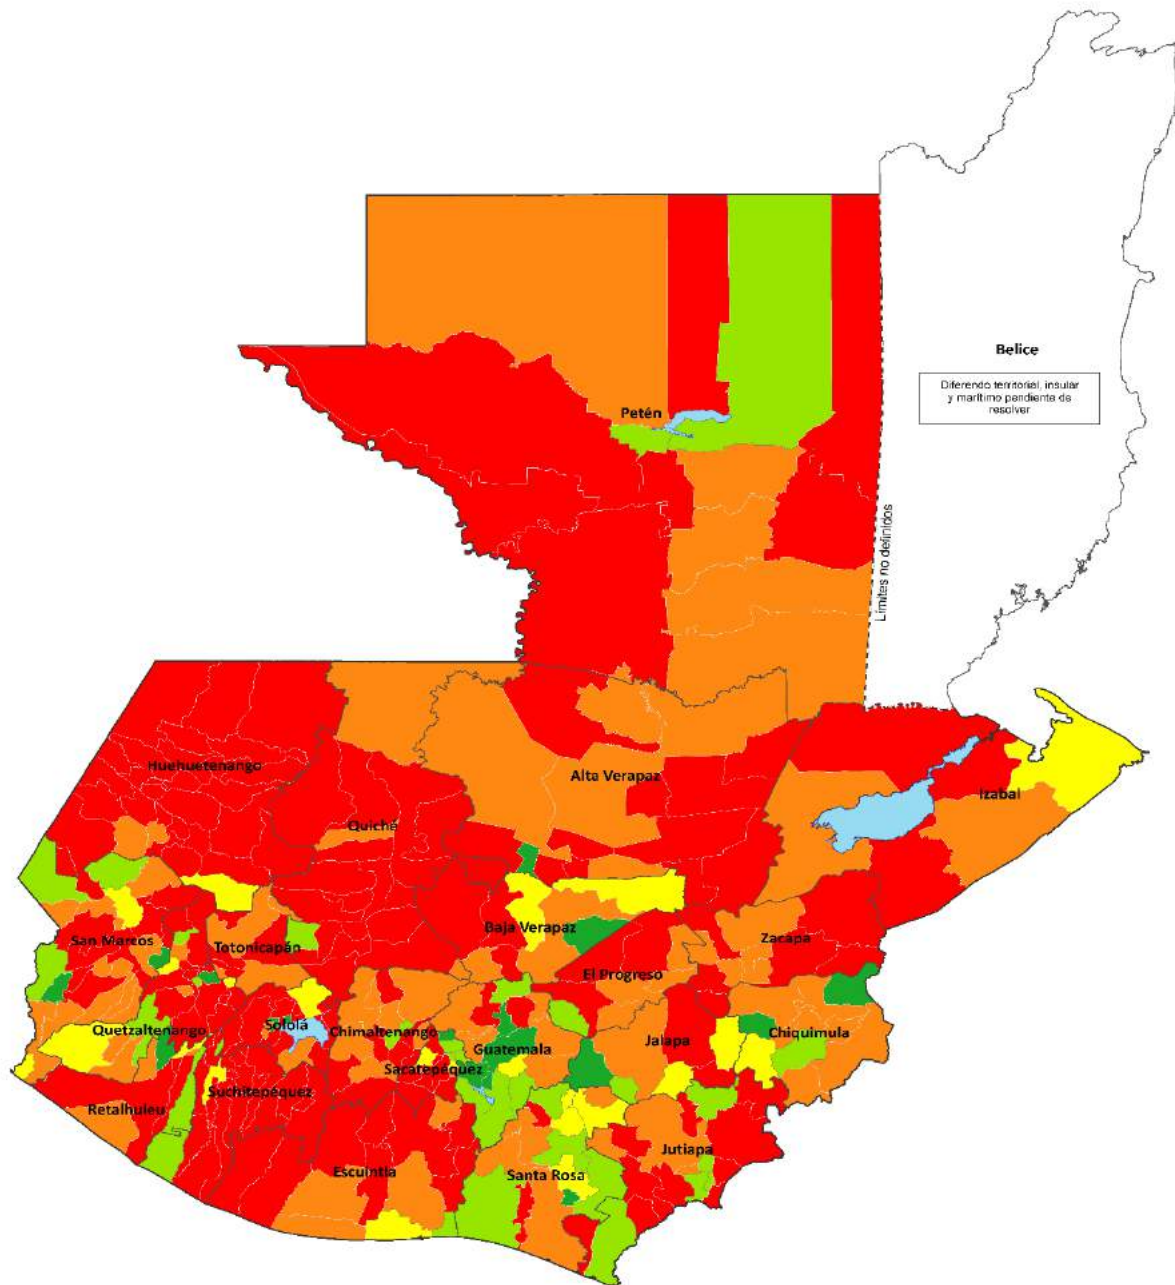 Belice
Diferendo territorial, insular
y marítimo pendiente de
resolver
Petén
Límites no definidos
Huehuetenango
Alta Verapaz
Izabal
Quiché
San Marcos
Totonicapán
Baja Verapaz
Zacapa
El Progreso
Quetzaltenango
Sololá
Chimaltenango
Guatemala
Jalapa
Chiquimula
Sacatepéquez
Retalhuleu
Suchitepéquez
Escuintla
Santa Rosa
Jutiapa